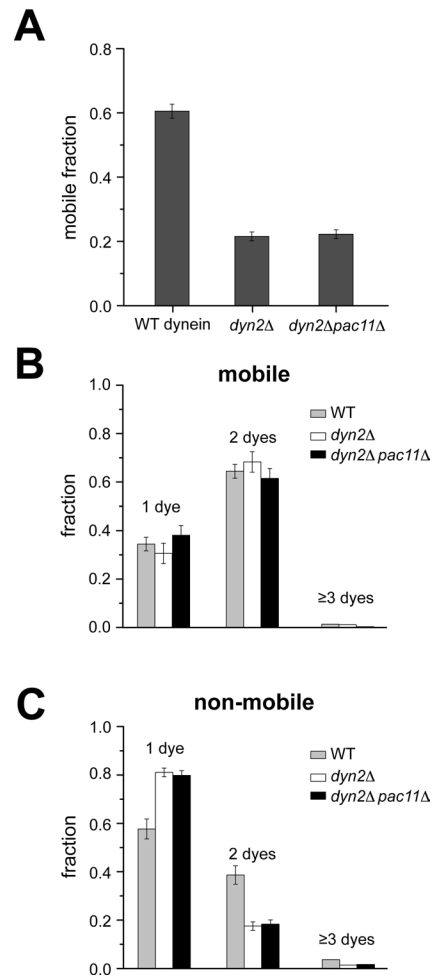 A
mobile fraction
0.8
0.6
0.4
0.2
0.0
WT dynein dyn2Δ dyn2Δpac11Δ
B
mobile
fraction
1.0
0.8
0.6
0.4
0.2
0.0
1 dye
2 dyes
≥3 dyes
WT
dyn2Δ
dyn2Δ pac11Δ
C
non-mobile
fraction
1.0
0.8
0.6
0.4
0.2
0.0
1 dye
2 dyes
≥3 dyes
WT
dyn2Δ
dyn2Δ pac11Δ